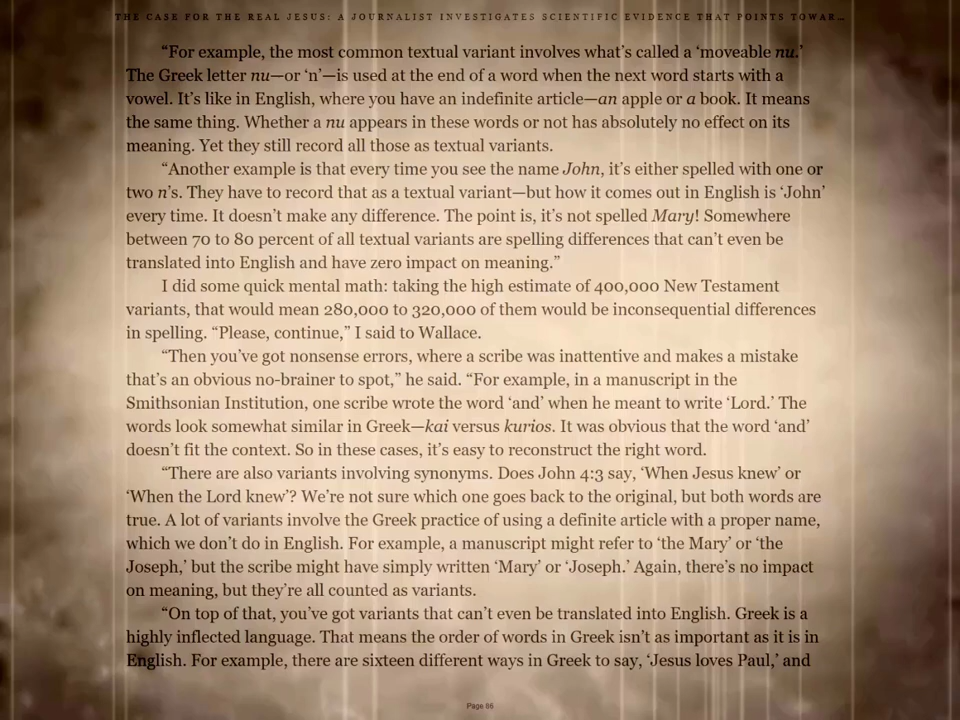 THE CASE FOR THE REAL JESUS: A JOURNALIST INVESTIGATES SCIENTIFIC EVIDENCE THAT POINTS TOWAR…
“For example, the most common textual variant involves what’s called a ‘moveable nu.’
The Greek letter nu—or ‘n’—is used at the end of a word when the next word starts with a
vowel. It’s like in English, where you have an indefinite article—an apple or a book. It means
the same thing. Whether a nu appears in these words or not has absolutely no effect on its
meaning. Yet they still record all those as textual variants.
“Another example is that every time you see the name John, it’s either spelled with one or
two n’s. They have to record that as a textual variant—but how it comes out in English is ‘John’
every time. It doesn’t make any difference. The point is, it’s not spelled Mary! Somewhere
between 70 to 80 percent of all textual variants are spelling differences that can’t even be
translated into English and have zero impact on meaning.”
I did some quick mental math: taking the high estimate of 400,000 New Testament
variants, that would mean 280,000 to 320,000 of them would be inconsequential differences
in spelling. “Please, continue,” I said to Wallace.
“Then you’ve got nonsense errors, where a scribe was inattentive and makes a mistake
that’s an obvious no-brainer to spot,” he said. “For example, in a manuscript in the
Smithsonian Institution, one scribe wrote the word ‘and’ when he meant to write ‘Lord.’ The
words look somewhat similar in Greek—kai versus kurios. It was obvious that the word ‘and’
doesn’t fit the context. So in these cases, it’s easy to reconstruct the right word.
“There are also variants involving synonyms. Does John 4:3 say, ‘When Jesus knew’ or
‘When the Lord knew’? We’re not sure which one goes back to the original, but both words are
true. A lot of variants involve the Greek practice of using a definite article with a proper name,
which we don’t do in English. For example, a manuscript might refer to ‘the Mary’ or ‘the
Joseph,’ but the scribe might have simply written ‘Mary’ or ‘Joseph.’ Again, there’s no impact
on meaning, but they’re all counted as variants.
“On top of that, you’ve got variants that can’t even be translated into English. Greek is a
highly inflected language. That means the order of words in Greek isn’t as important as it is in
English. For example, there are sixteen different ways in Greek to say, ‘Jesus loves Paul,’ and
Page 86